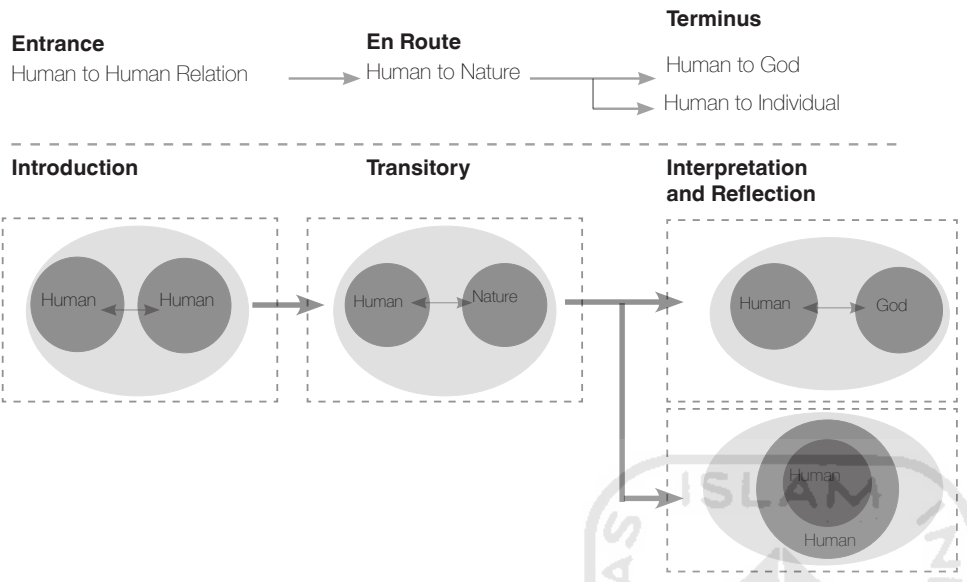 Entrance
Human to Human Relation
En Route
Human to Nature
Terminus
Human to God
Human to Individual
Introduction
Transitory
Interpretation
and Reflection
Human
Human
Human
Nature
Human
God
Human
Human
ISLAM